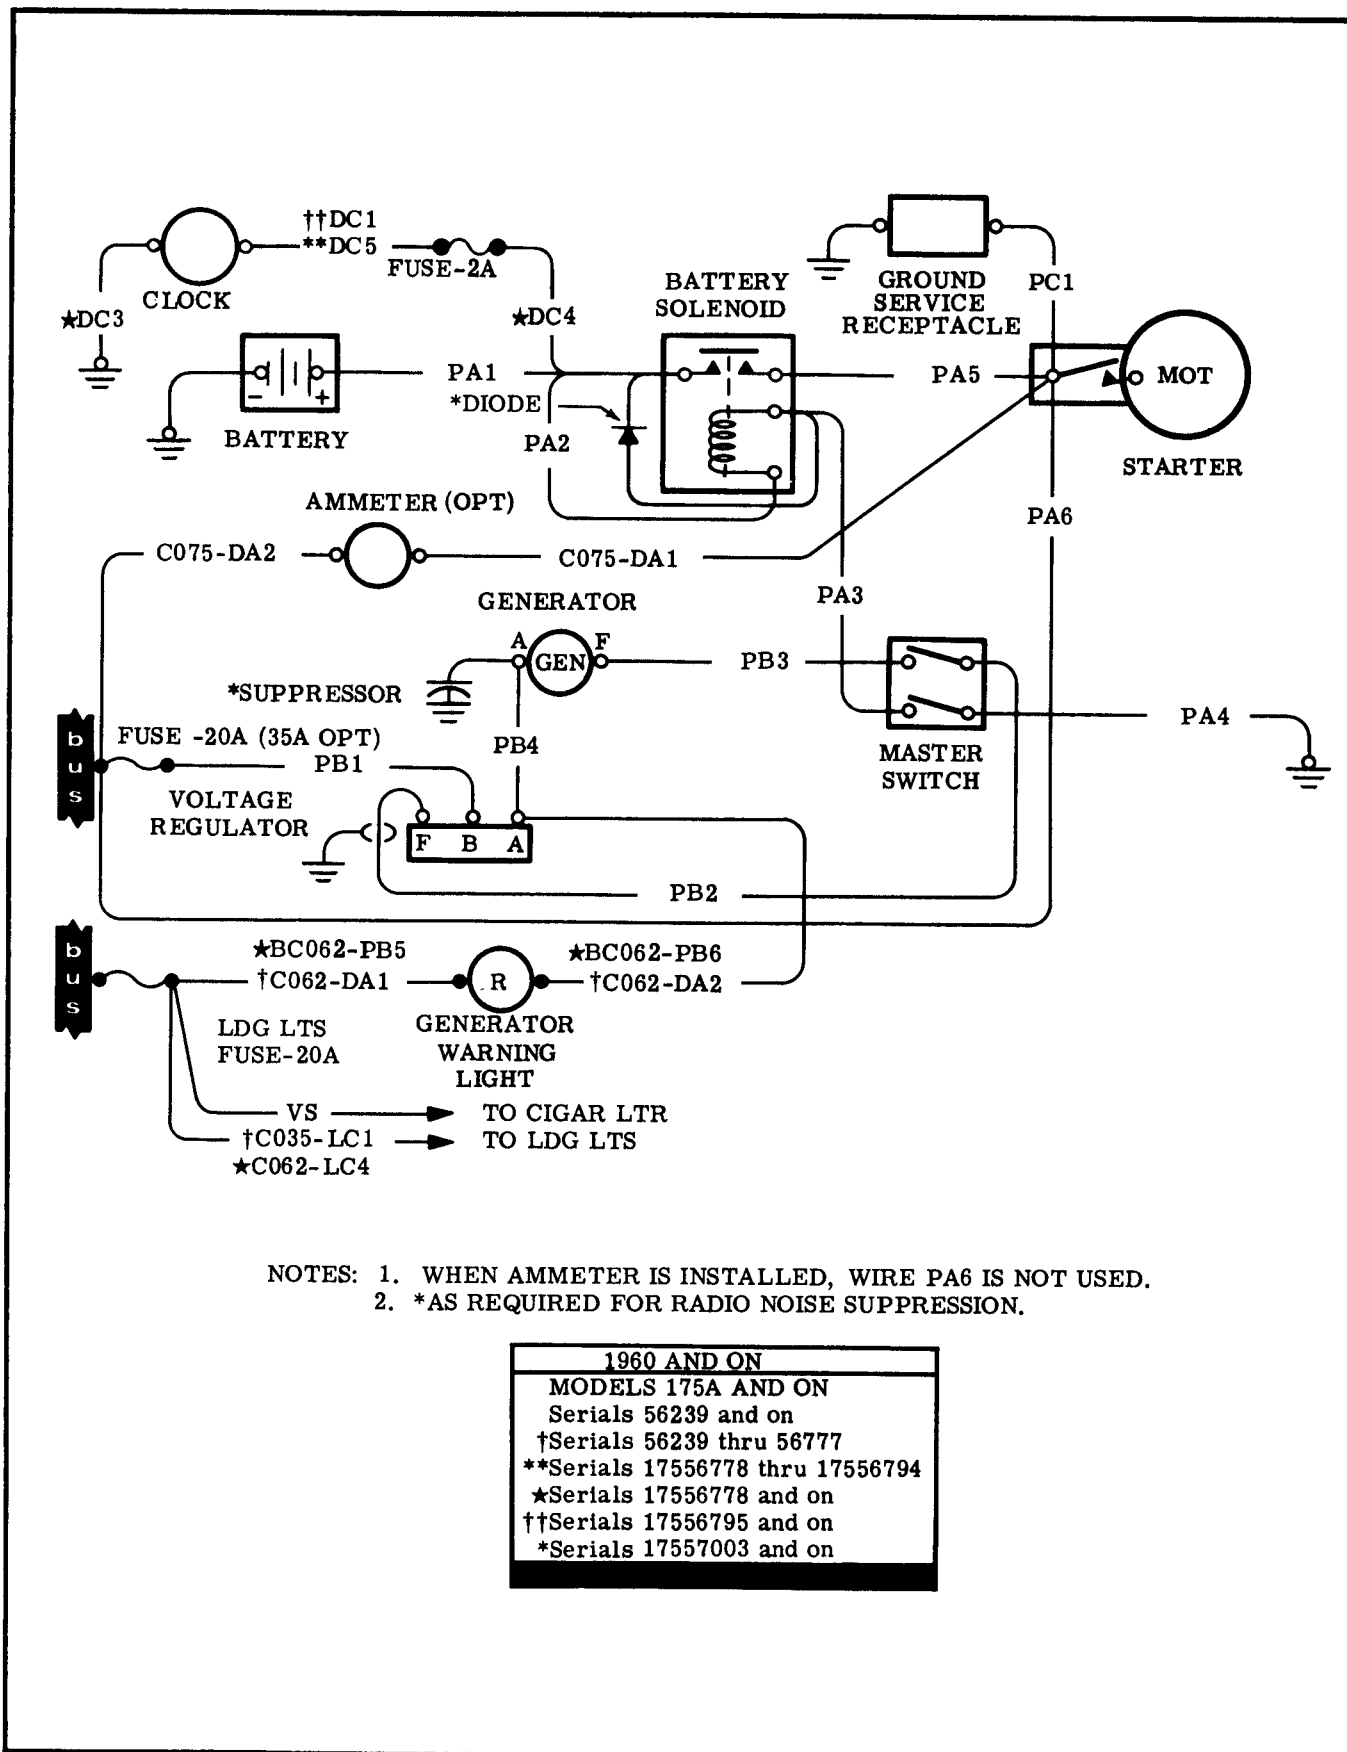 ††DC1
**DC5
FUSE-2A
CLOCK
★DC3
★DC4
BATTERY
SOLENOID
GROUND
SERVICE
RECEPTACLE
PC1
PA1
*DIODE
PA2
- +
BATTERY
PA5
MOT
STARTER
AMMETER (OPT)
PA6
C075-DA2
C075-DA1
PA3
GENERATOR
A F
GEN
PB3
*SUPPRESSOR
PB4
PA4
MASTER
SWITCH
bus
FUSE -20A (35A OPT)
PB1
VOLTAGE
REGULATOR
F B A
PB2
bus
★BC062-PB5
†C062-DA1
R
★BC062-PB6
†C062-DA2
LDG LTS
FUSE-20A
GENERATOR
WARNING
LIGHT
VS TO CIGAR LTR
†C035-LC1 TO LDG LTS
★C062-LC4
NOTES: 1. WHEN AMMETER IS INSTALLED, WIRE PA6 IS NOT USED.
2. *AS REQUIRED FOR RADIO NOISE SUPPRESSION.
1960 AND ON
MODELS 175A AND ON
Serials 56239 and on
†Serials 56239 thru 56777
**Serials 17556778 thru 17556794
★Serials 17556778 and on
††Serials 17556795 and on
*Serials 17557003 and on